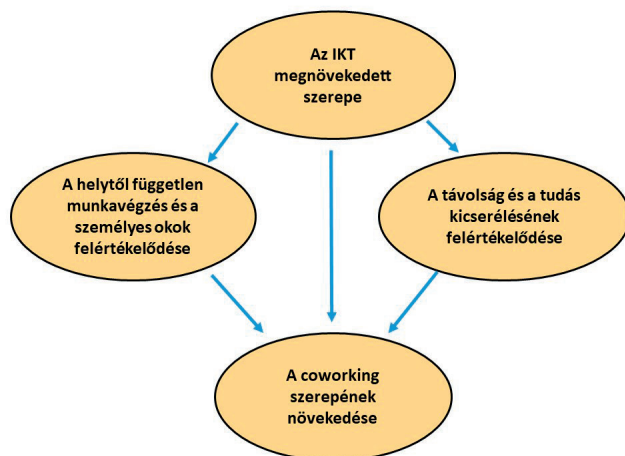 Az IKT
megnövekedett
szerepe
A helytől független
munkavégzés és a
személyes okok
felértékelődése
A távolság és a tudás
kicserélésének
felértékelődése
A coworking
szerepének
növekedése